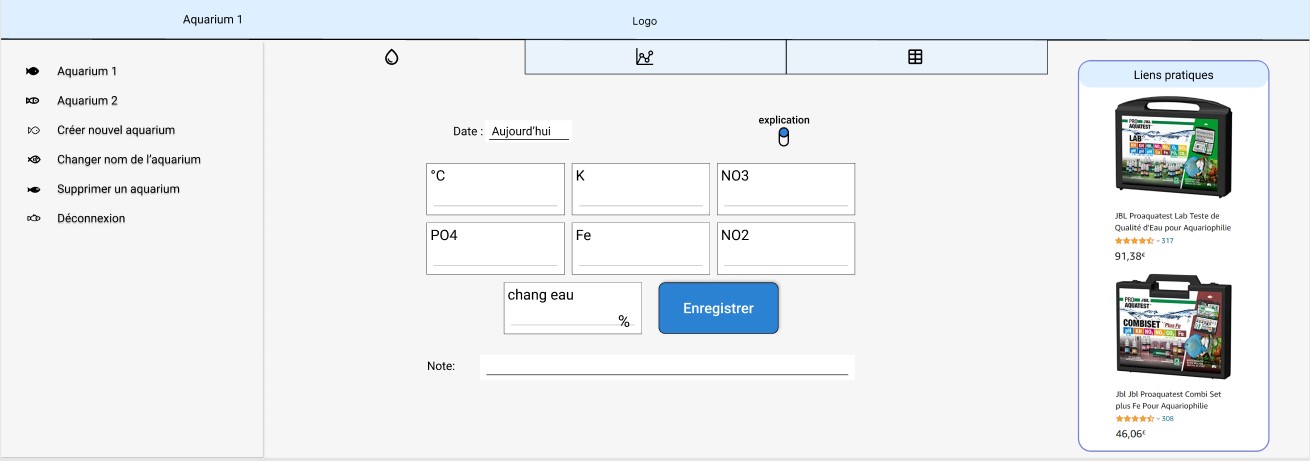 Aquarium 1
Logo
Aquarium 1
Aquarium 2
Créer nouvel aquarium
Changer nom de l'aquarium
Supprimer un aquarium
Déconnexion
Date : Aujourd'hui
explication
°C
K
NO3
PO4
Fe
NO2
chang eau
%
Enregistrer
Note:
Liens pratiques
PRO JBL
AQUATEST
LAB
JBL Proaquatest Lab Teste de
Qualité d'Eau pour Aquariophilie
317
91,38€
PRO JBL
AQUATEST
COMBISET Plus Fe
Jbl Jbl Proaquatest Combi Set
plus Fe Pour Aquariophilie
308
46,06€